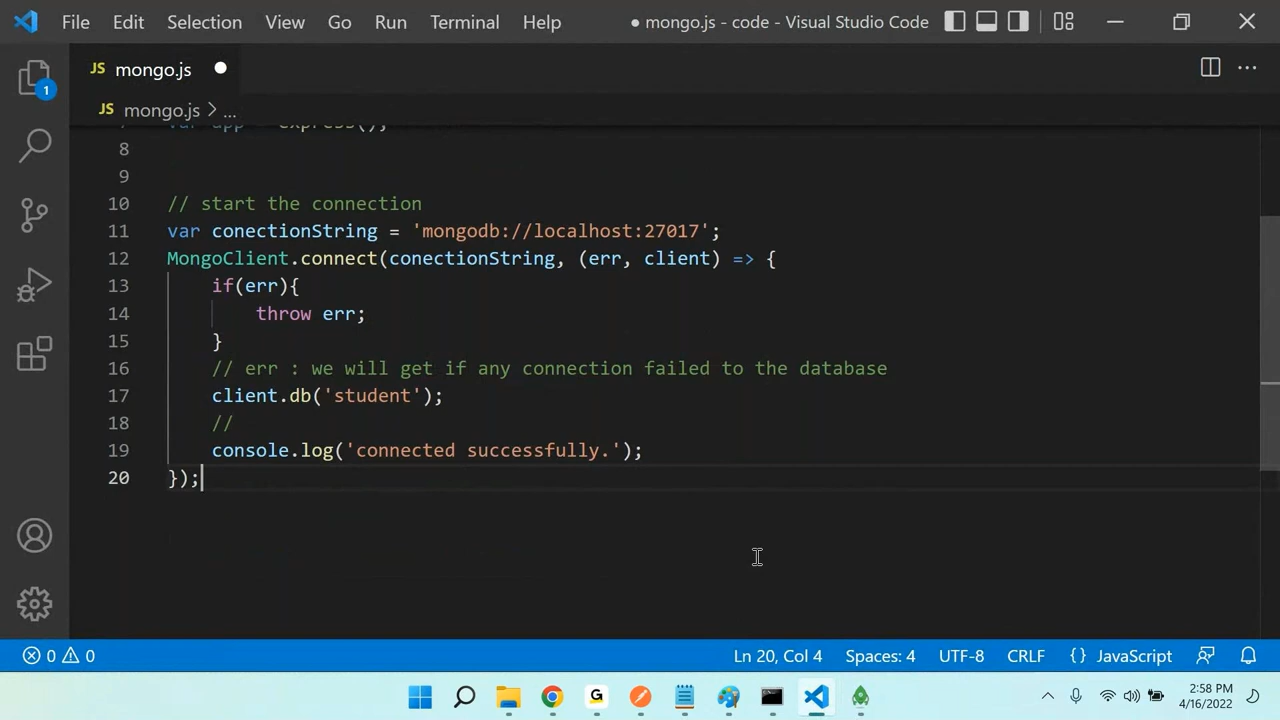 File Edit Selection View Go Run Terminal Help ● mongo.js - code - Visual Studio Code
JS mongo.js ●
1
JS mongo.js > ...
7 var app = express();
8
9
10 // start the connection
11 var conectionString = 'mongodb://localhost:27017';
12 MongoClient.connect(conectionString, (err, client) => {
13 if(err){
14 throw err;
15 }
16 // err : we will get if any connection failed to the database
17 client.db('student');
18 //
19 console.log('connected successfully.');
20 });
0 0 Ln 20, Col 4 Spaces: 4 UTF-8 CRLF {} JavaScript
G
2:58 PM
4/16/2022